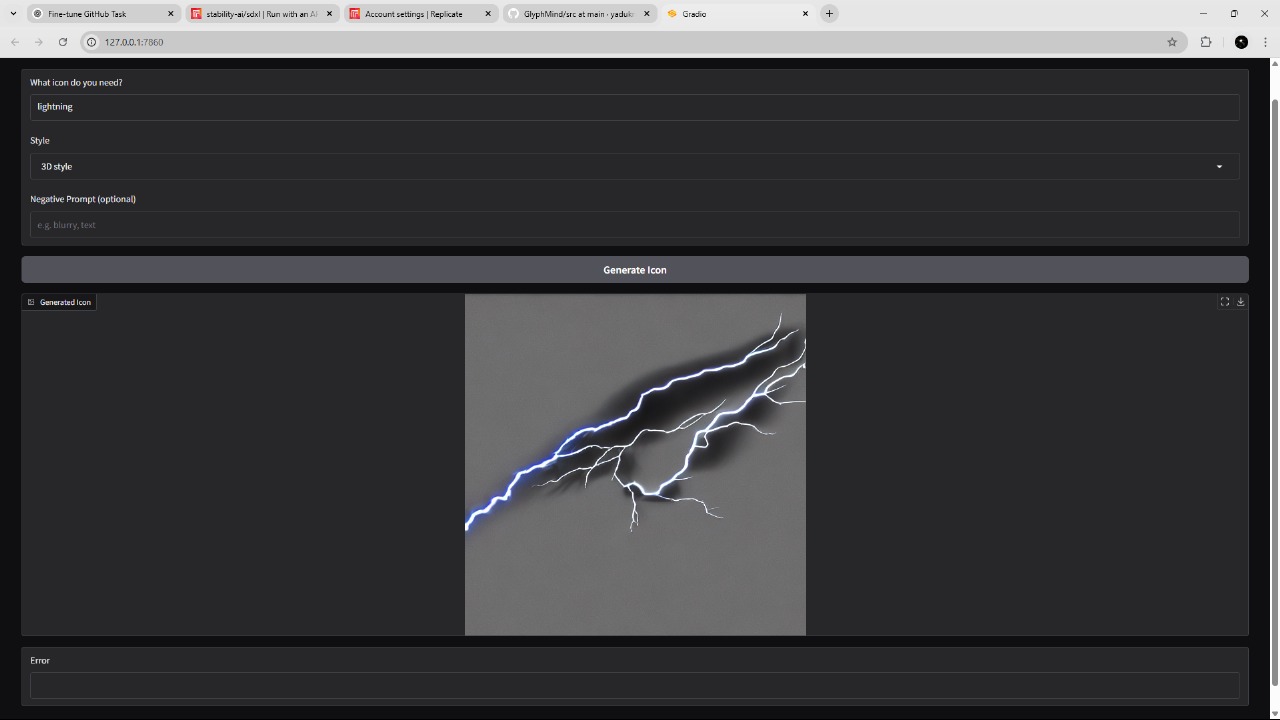 Fine-tune GitHub Task
stability-ai/sdxl | Run with an AI
Account settings | Replicate
GlyphMind/src at main · yaduk
Gradio
127.0.0.1:7860
What icon do you need?
lightning
Style
3D style
Negative Prompt (optional)
e.g. blurry, text
Generate Icon
Generated Icon
Error